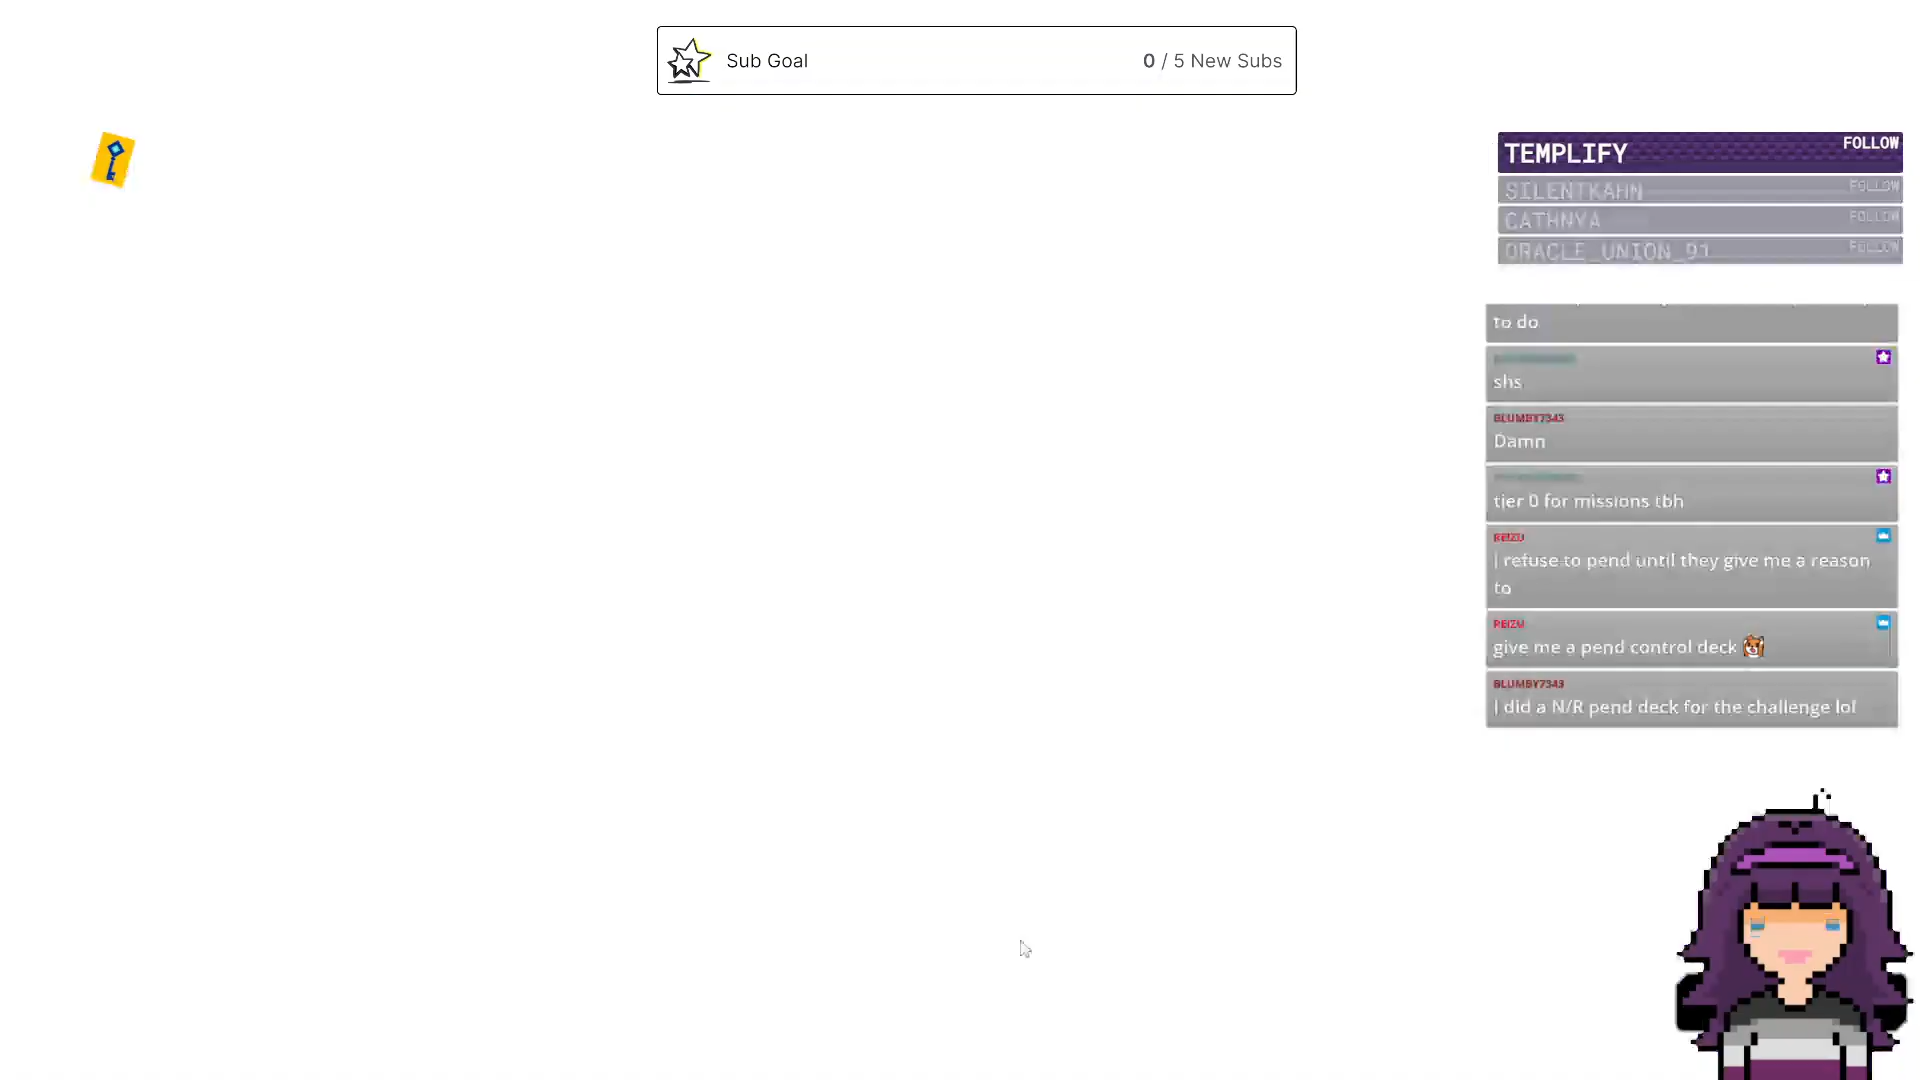 Sub Goal
0 / 5 New Subs
TEMPLIFY
FOLLOW
SILENTKAHN
FOLLOW
CATHNYA
FOLLOW
ORACLE_UNION_91
FOLLOW
to do
shs
BLUMBY7343
Damn
tier 0 for missions tbh
REIZU
I refuse to pend until they give me a reason
to
REIZU
give me a pend control deck
BLUMBY7343
I did a N/R pend deck for the challenge lol